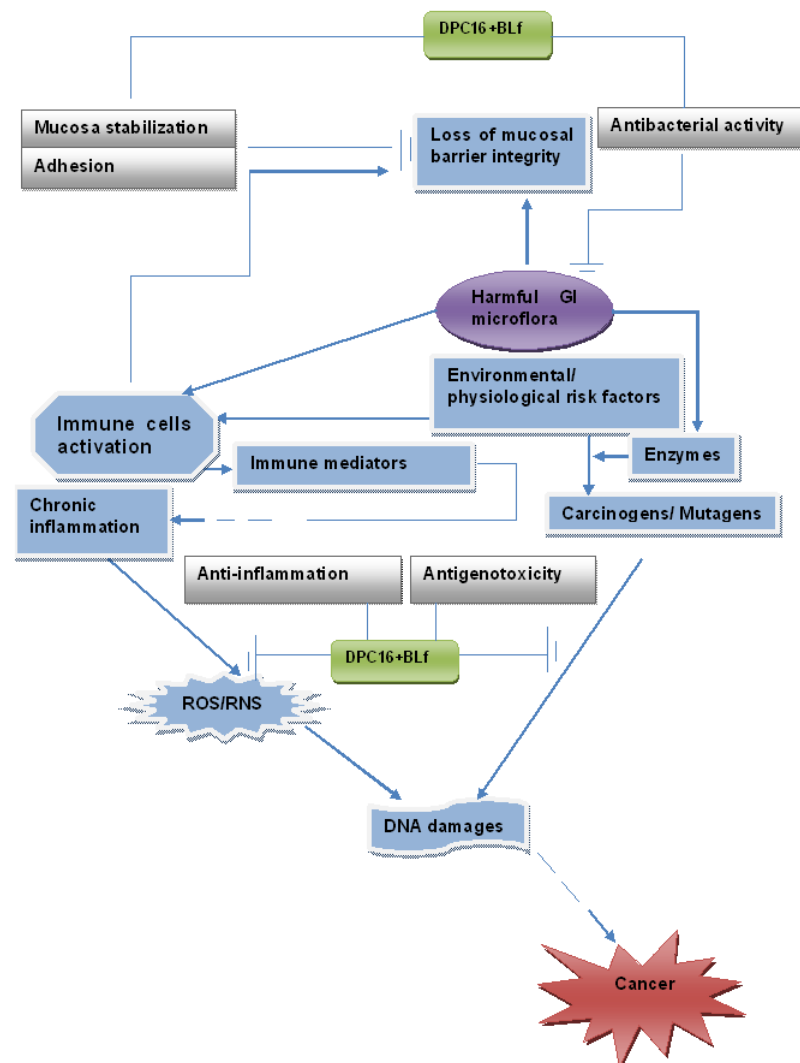 DPC16+BLf
Mucosa stabilization
Adhesion
Loss of mucosal
barrier integrity
Antibacterial activity
Harmful GI
microflora
Environmental/
physiological risk factors
Immune cells
activation
Immune mediators
Enzymes
Chronic
inflammation
Carcinogens/ Mutagens
Anti-inflammation
Antigenotoxicity
DPC16+BLf
ROS/RNS
DNA damages
Cancer